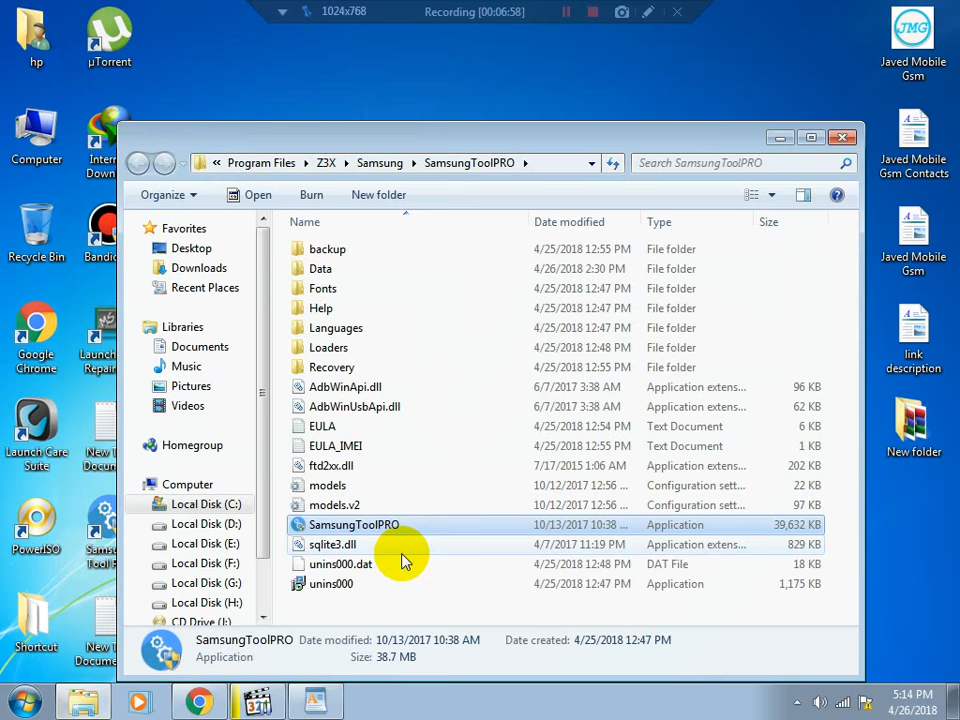 1024x768 Recording [00:06:58]
hp
µTorrent
JMG
Javed Mobile
Gsm
Computer
Intern
Down
Javed Mobile
Gsm Contacts
Recycle Bin
Bandic
Javed Mobile
Gsm
Google
Chrome
Launch
Repair
link
description
Launch Care
Suite
New T
Docum
New folder
PowerISO
Samsu
Tool F
Shortcut
New T
Docume
« Program Files Z3X Samsung SamsungToolPRO
Search SamsungToolPRO
Organize Open Burn New folder
Favorites
Desktop
Downloads
Recent Places
Libraries
Documents
Music
Pictures
Videos
Homegroup
Computer
Local Disk (C:)
Local Disk (D:)
Local Disk (E:)
Local Disk (F:)
Local Disk (G:)
Local Disk (H:)
CD Drive (I:)
Name Date modified Type Size
backup 4/25/2018 12:55 PM File folder
Data 4/26/2018 2:30 PM File folder
Fonts 4/25/2018 12:47 PM File folder
Help 4/25/2018 12:47 PM File folder
Languages 4/25/2018 12:47 PM File folder
Loaders 4/25/2018 12:48 PM File folder
Recovery 4/25/2018 12:47 PM File folder
AdbWinApi.dll 6/7/2017 3:38 AM Application extens... 96 KB
AdbWinUsbApi.dll 6/7/2017 3:38 AM Application extens... 62 KB
EULA 4/25/2018 12:54 PM Text Document 6 KB
EULA_IMEI 4/25/2018 12:55 PM Text Document 1 KB
ftd2xx.dll 7/17/2015 1:06 AM Application extens... 202 KB
models 10/12/2017 12:56 ... Configuration sett... 22 KB
models.v2 10/12/2017 12:56 ... Configuration sett... 97 KB
SamsungToolPRO 10/13/2017 10:38 ... Application 39,632 KB
sqlite3.dll 4/7/2017 11:19 PM Application extens... 829 KB
unins000.dat 4/25/2018 12:47 PM DAT File 18 KB
unins000 4/25/2018 12:47 PM Application 1,175 KB
SamsungToolPRO Date modified: 10/13/2017 10:38 AM Date created: 4/25/2018 12:47 PM
Application Size: 38.7 MB
321
5:14 PM
4/26/2018